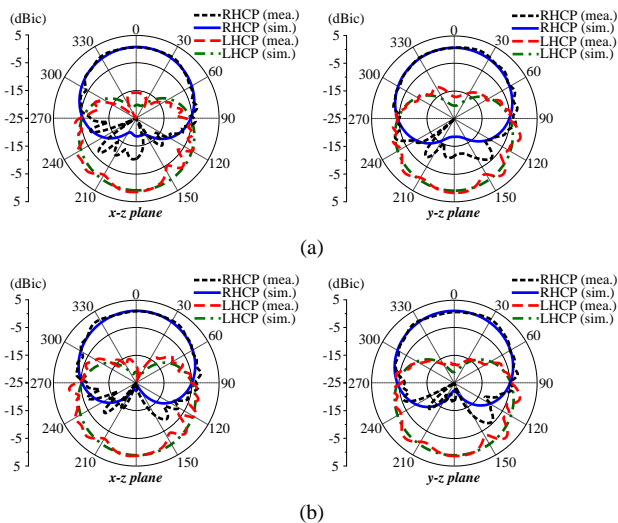 (dBic)
RHCP (mea.)
RHCP (sim.)
LHCP (mea.)
LHCP (sim.)
5
-5
-15
-25
-15
-5
5
0
30
60
90
120
150
210
240
270
300
330
x-z plane
RHCP (mea.)
RHCP (sim.)
LHCP (mea.)
LHCP (sim.)
(dBic)
5
-5
-15
-25
-15
-5
5
0
30
60
90
120
150
210
240
270
300
330
y-z plane
(a)
(dBic)
RHCP (mea.)
RHCP (sim.)
LHCP (mea.)
LHCP (sim.)
5
-5
-15
-25
-15
-5
5
0
30
60
90
120
150
210
240
270
300
330
x-z plane
(dBic)
RHCP (mea.)
RHCP (sim.)
LHCP (mea.)
LHCP (sim.)
5
-5
-15
-25
-15
-5
5
0
30
60
90
120
150
210
240
270
300
330
y-z plane
(b)